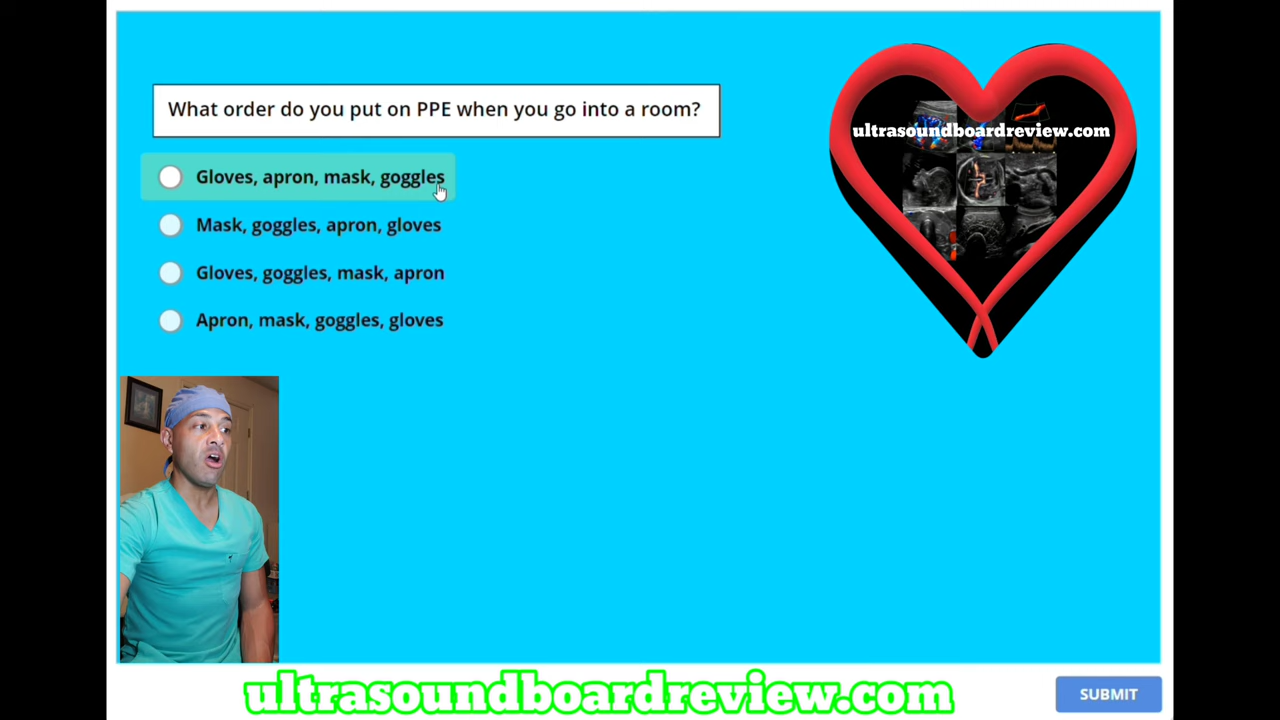 What order do you put on PPE when you go into a room?
ultrasoundboardreview.com
Gloves, apron, mask, goggles
Mask, goggles, apron, gloves
Gloves, goggles, mask, apron
Apron, mask, goggles, gloves
ultrasoundboardreview.com
SUBMIT